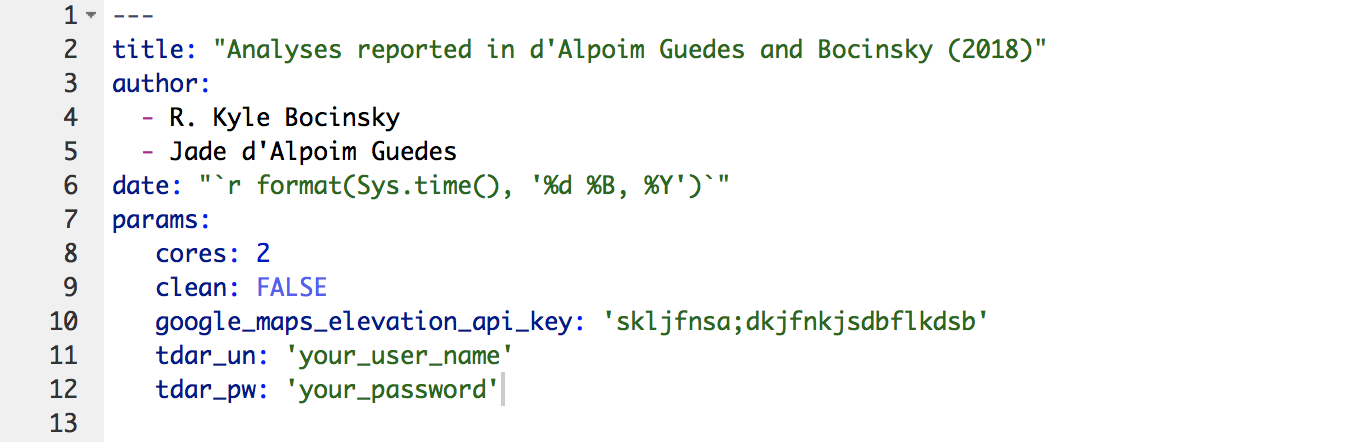 1 ---
2 title: "Analyses reported in d'Alpoim Guedes and Bocinsky (2018)"
3 author:
4   - R. Kyle Bocinsky
5   - Jade d'Alpoim Guedes
6 date: "`r format(Sys.time(), '%d %B, %Y')`"
7 params:
8    cores: 2
9    clean: FALSE
10    google_maps_elevation_api_key: 'skljfnsa;dkjfnkjsdbflkdsb'
11    tdar_un: 'your_user_name'
12    tdar_pw: 'your_password'
13